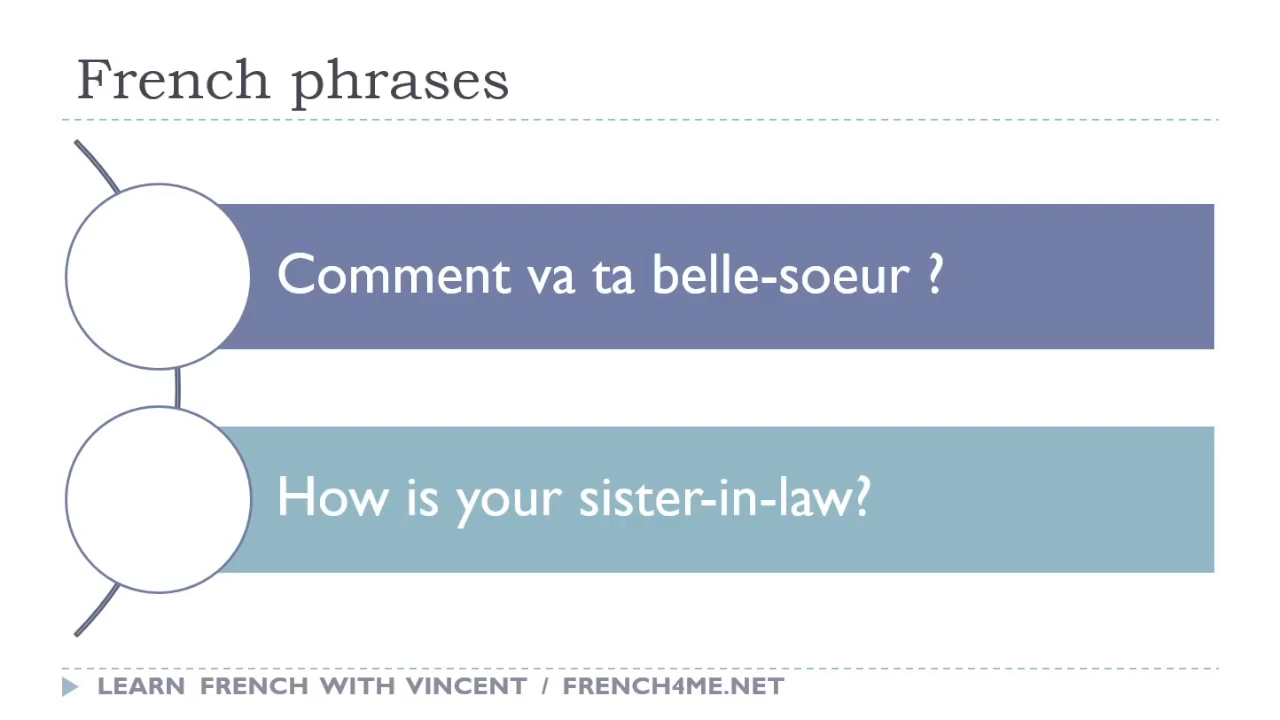 French phrases
Comment va ta belle-soeur ?
How is your sister-in-law?
LEARN FRENCH WITH VINCENT / FRENCH4ME.NET